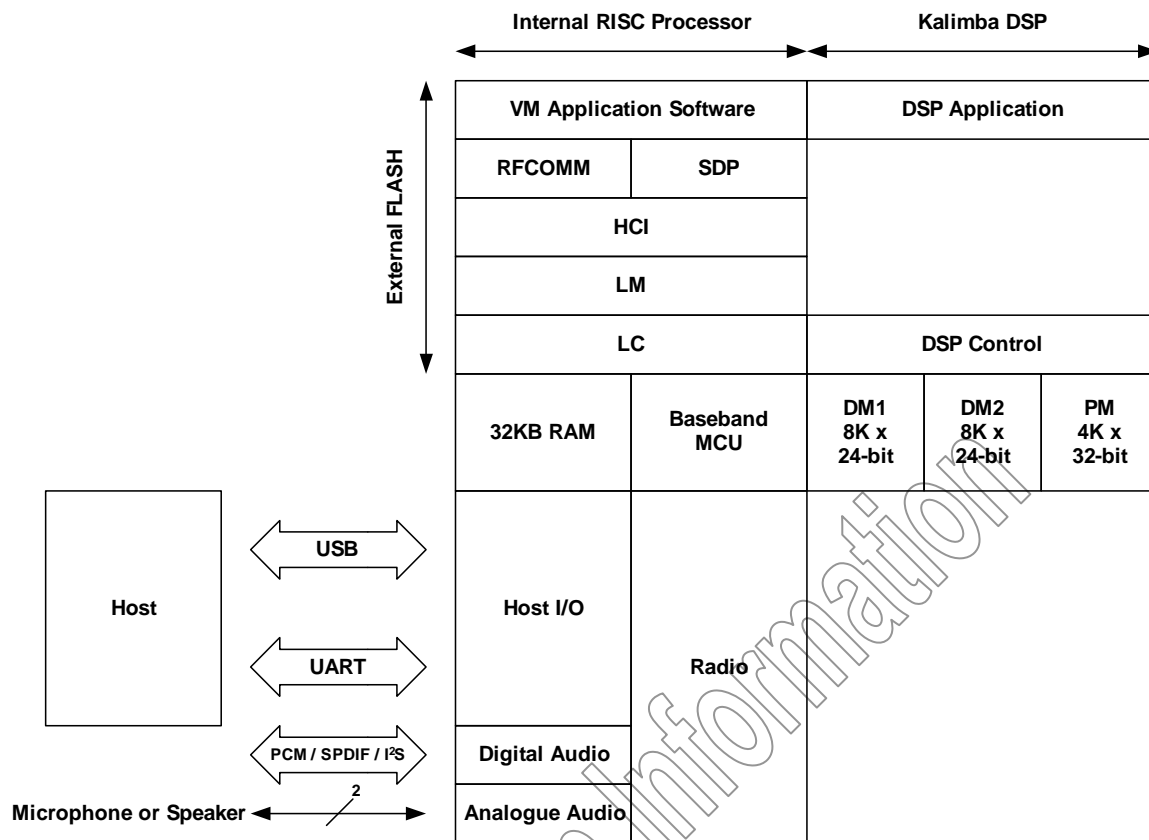 Internal RISC Processor
Kalimba DSP
External FLASH
VM Application Software
DSP Application
RFCOMM
SDP
HCI
LM
LC
DSP Control
32KB RAM
Baseband
MCU
DM1
8K x
24-bit
DM2
8K x
24-bit
PM
4K x
32-bit
Host
USB
UART
PCM / SPDIF / I²S
Microphone or Speaker
2
Host I/O
Radio
Digital Audio
Analogue Audio
Information